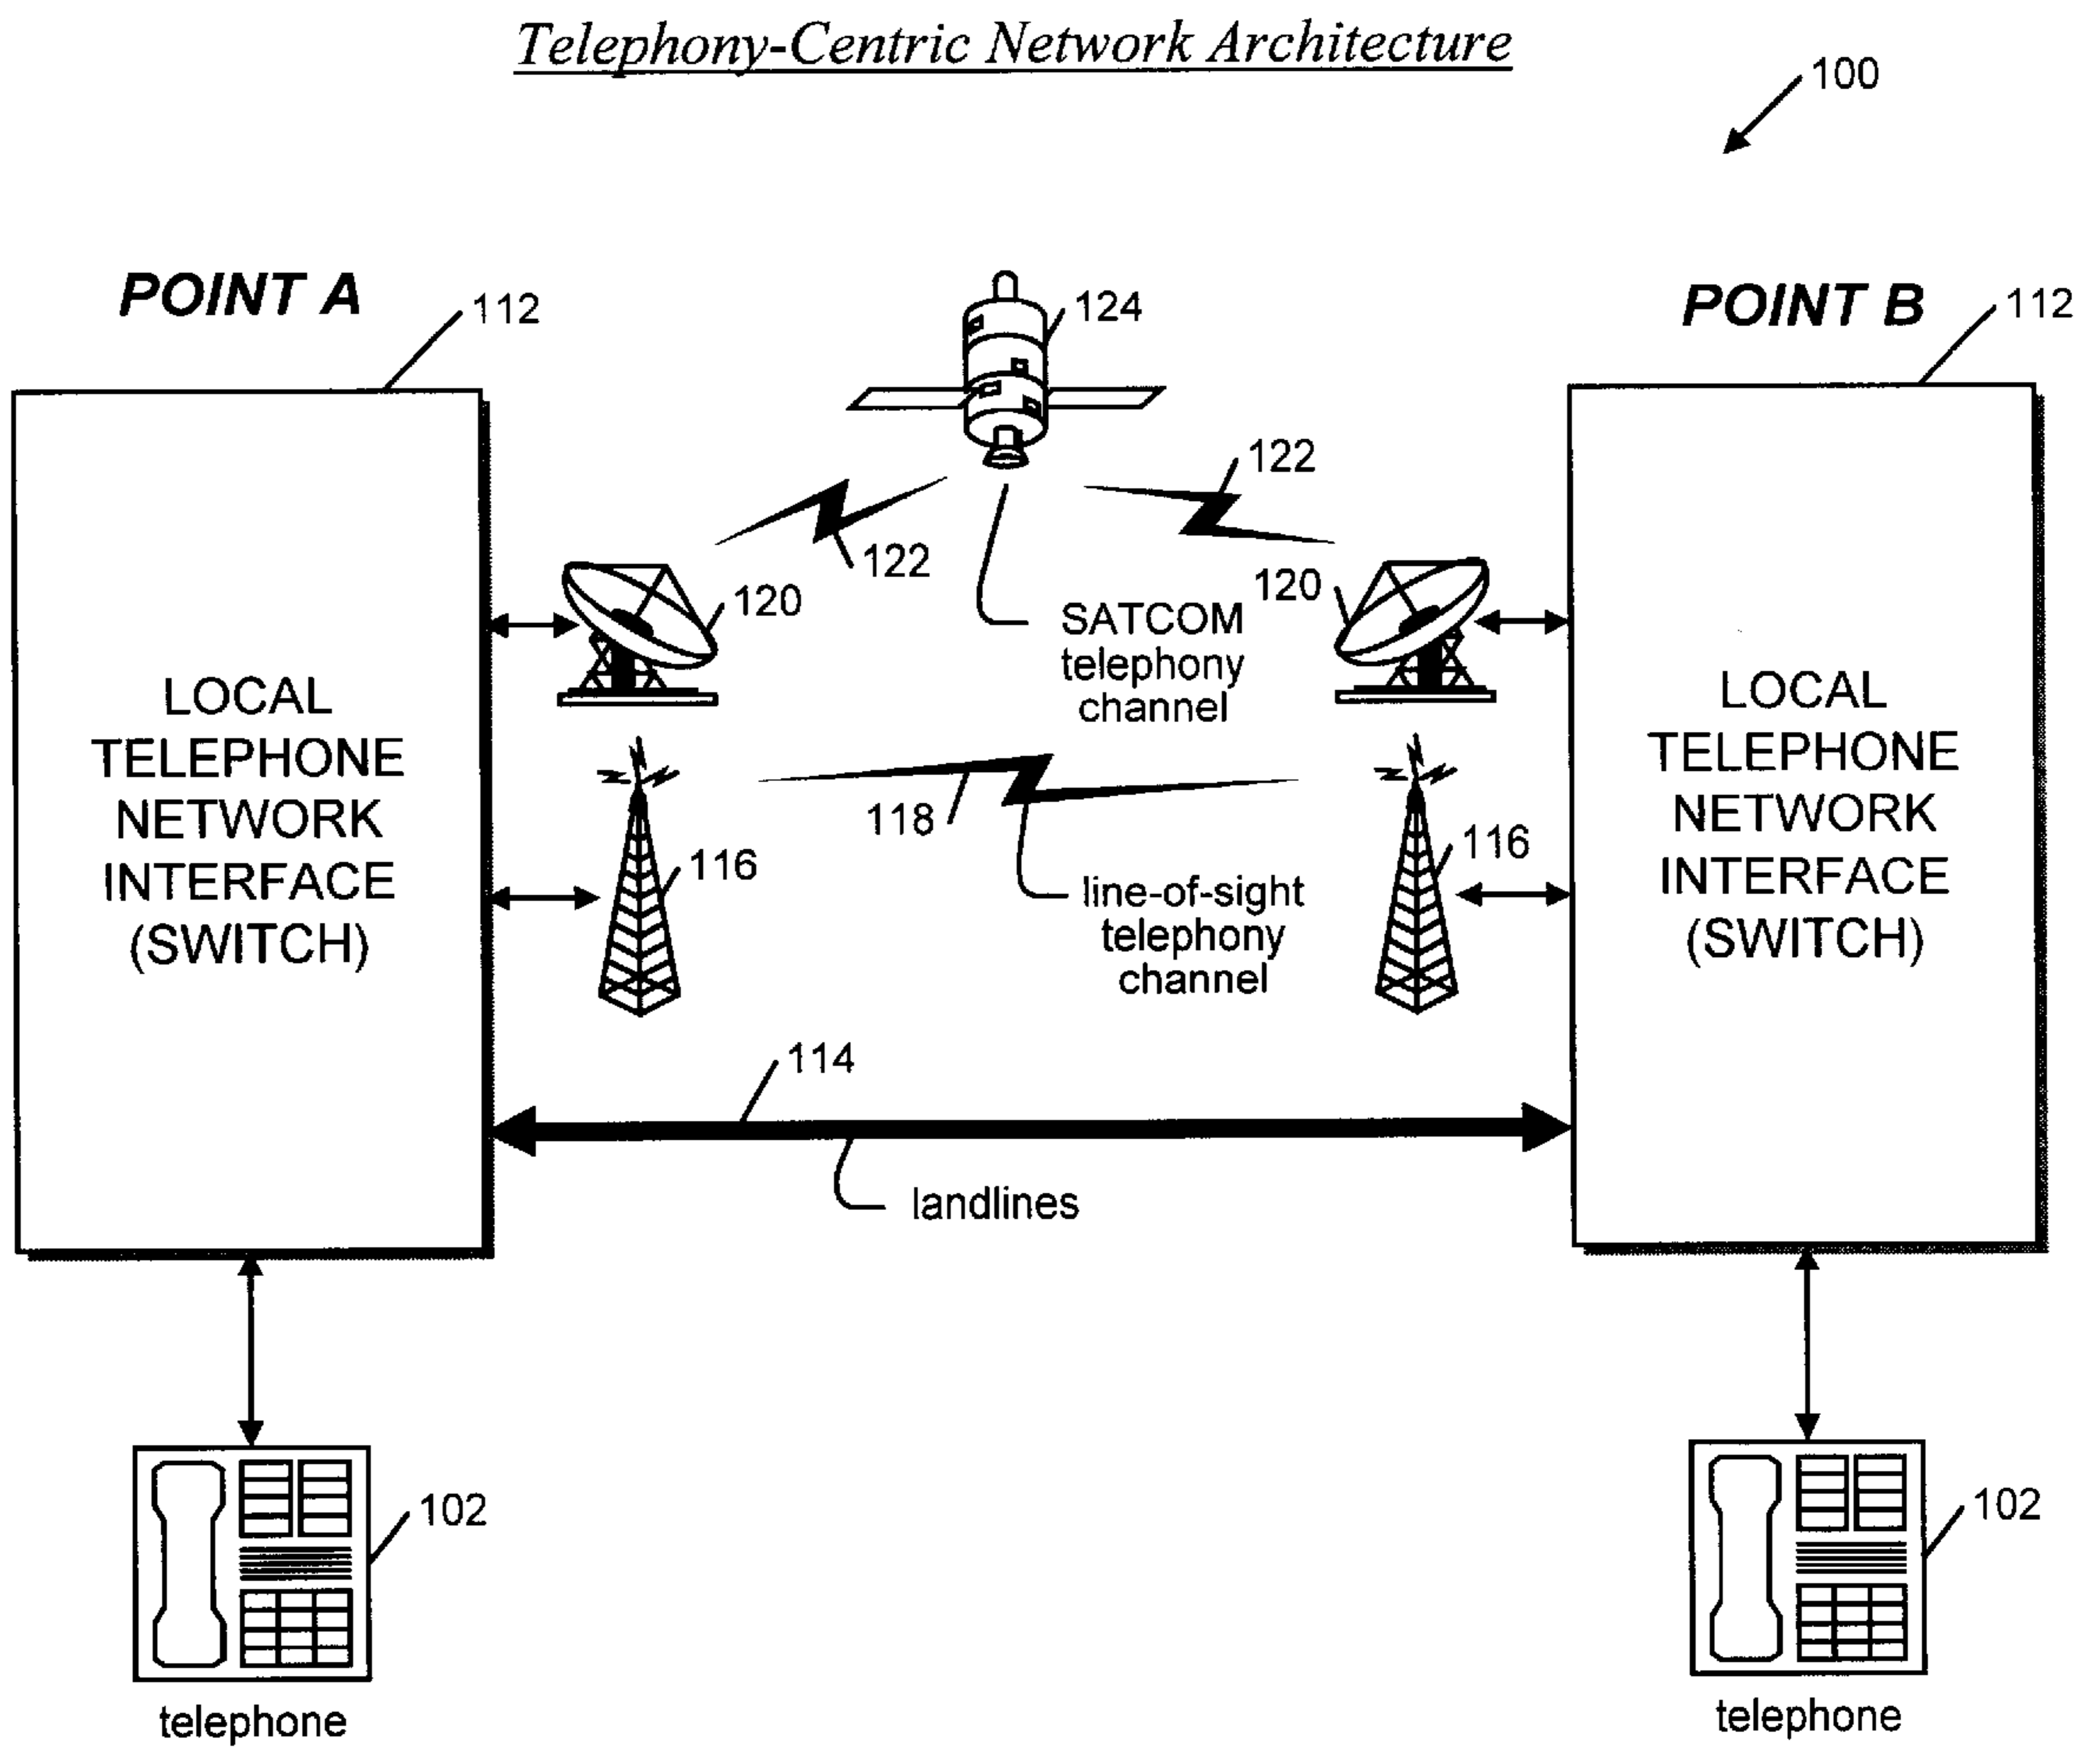 Telephony-Centric Network Architecture
100
POINT A
112
124
POINT B
112
122
122
120
120
SATCOM
telephony
channel
LOCAL
TELEPHONE
NETWORK
INTERFACE
(SWITCH)
LOCAL
TELEPHONE
NETWORK
INTERFACE
(SWITCH)
118
116
116
line-of-sight
telephony
channel
114
landlines
102
102
telephone
telephone